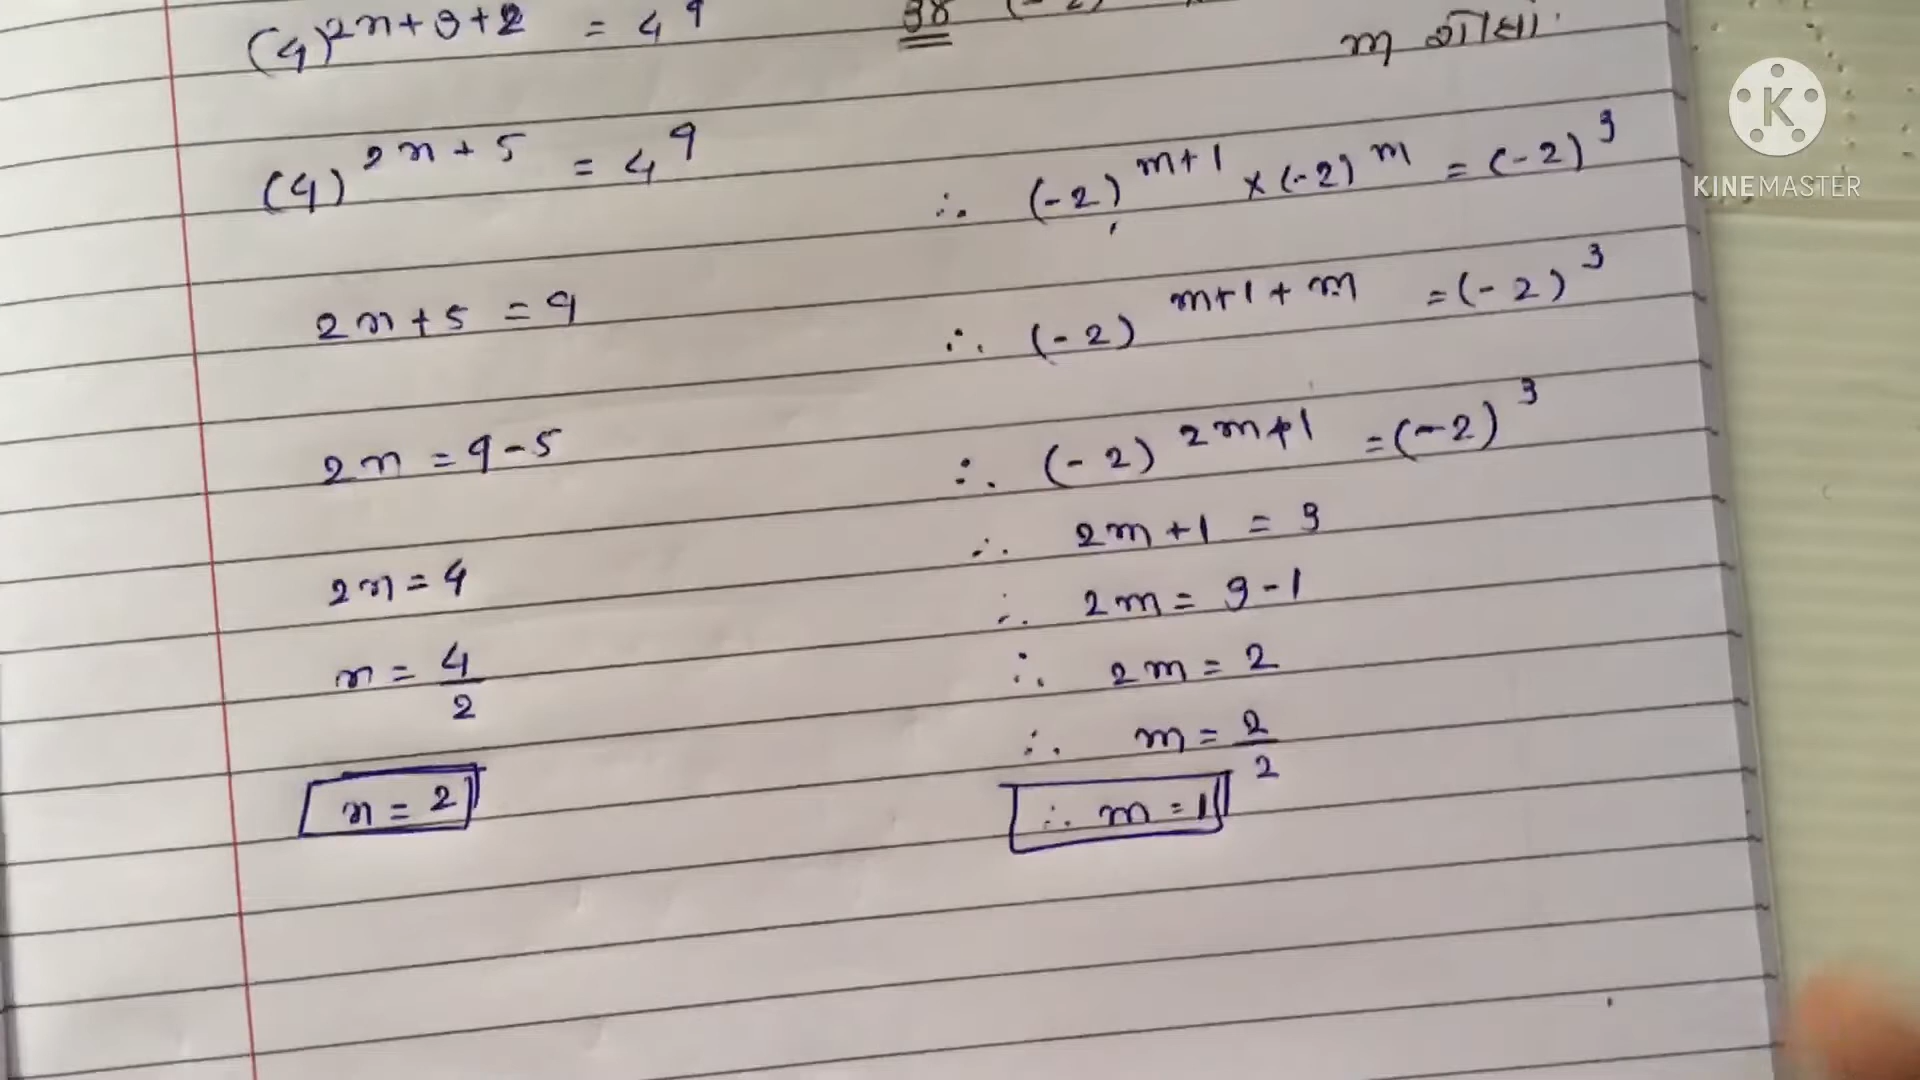 (4)^2n+3+2 = 4^9
(4)^2n+5 = 4^9
2n+5 = 9
2n = 9-5
2n = 4
n = 4/2
n = 2
38 (-2)
m શોધો.
∴ (-2)^m+1 × (-2)^m = (-2)^3
∴ (-2)^m+1+m = (-2)^3
∴ (-2)^2m+1 = (-2)^3
∴ 2m+1 = 3
∴ 2m = 3-1
∴ 2m = 2
∴ m = 2/2
∴ m = 1
K
KINEMASTER